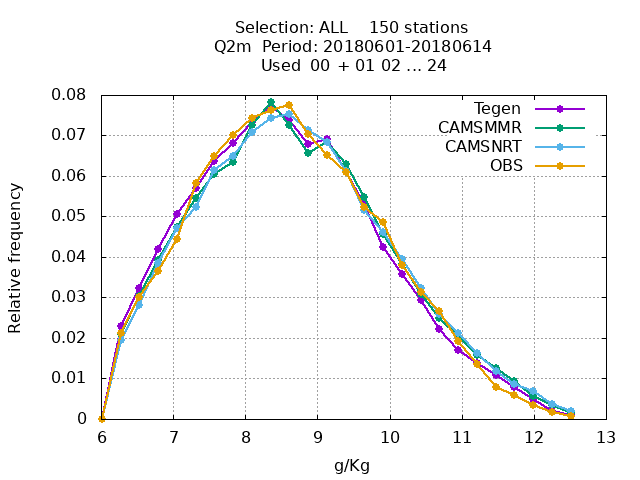 Selection: ALL    150 stations
Q2m  Period: 20180601-20180614
Used  00 + 01 02 ... 24
Relative frequency
0.08
0.07
0.06
0.05
0.04
0.03
0.02
0.01
0
Tegen
CAMSMMR
CAMSNRT
OBS
6 7 8 9 10 11 12 13
g/Kg